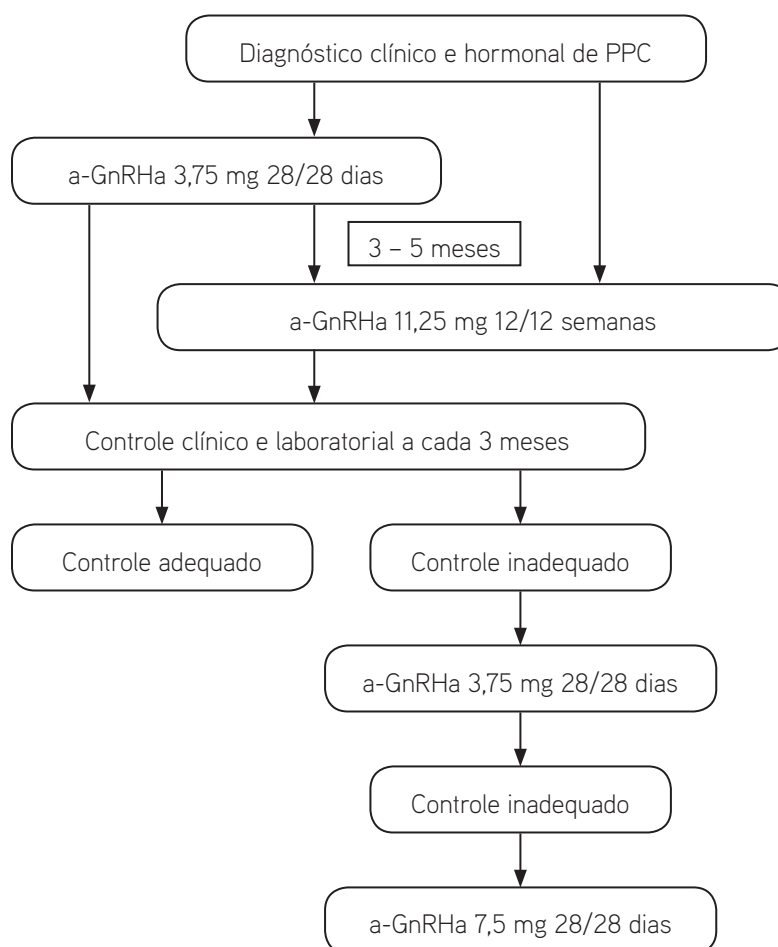 Diagnóstico clínico e hormonal de PPC
a-GnRHa 3,75 mg 28/28 dias
3 – 5 meses
a-GnRHa 11,25 mg 12/12 semanas
Controle clínico e laboratorial a cada 3 meses
Controle adequado
Controle inadequado
a-GnRHa 3,75 mg 28/28 dias
Controle inadequado
a-GnRHa 7,5 mg 28/28 dias